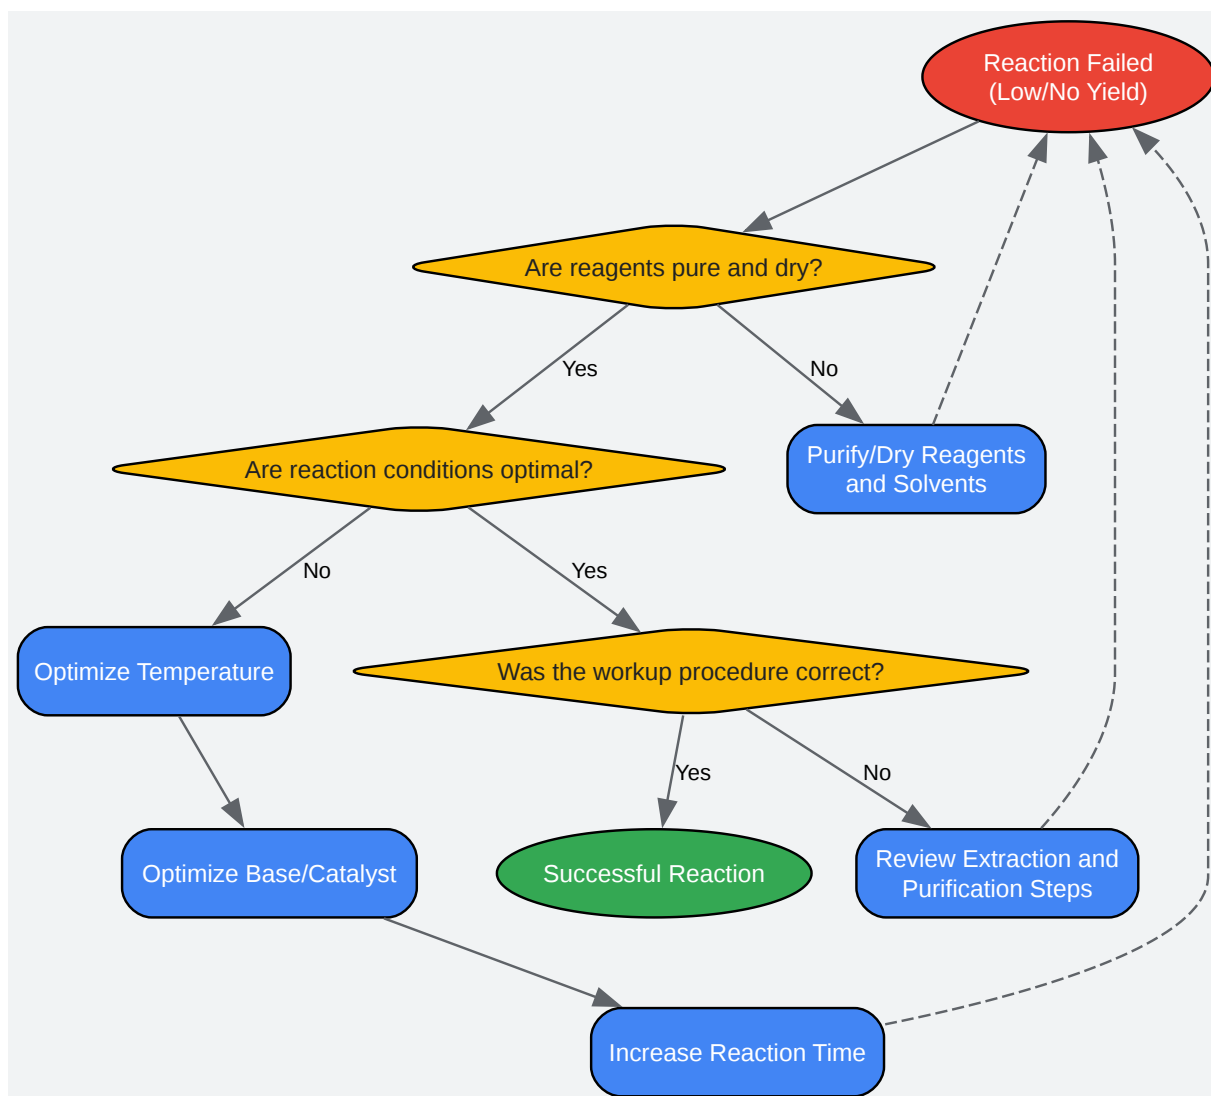 Reaction Failed
(Low/No Yield)
Are reagents pure and dry?
Yes
No
Purify/Dry Reagents
and Solvents
Are reaction conditions optimal?
No
Yes
Optimize Temperature
Was the workup procedure correct?
Yes
No
Optimize Base/Catalyst
Successful Reaction
Review Extraction and
Purification Steps
Increase Reaction Time